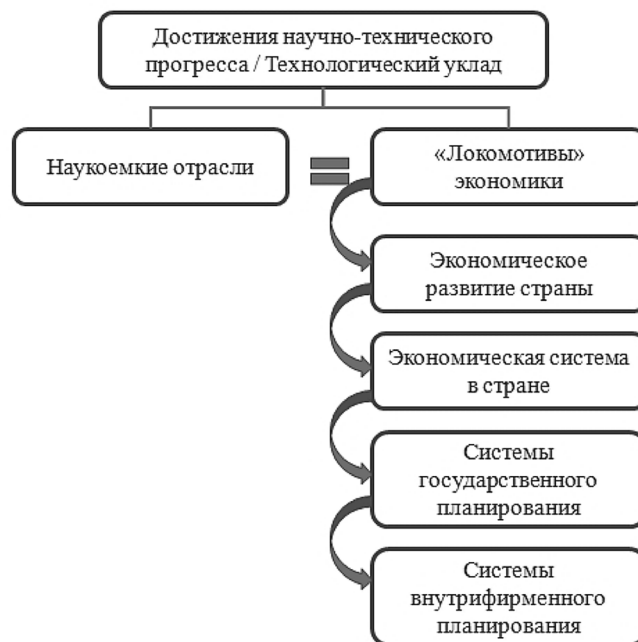 Достижения научно-технического
прогресса / Технологический уклад
Наукоемкие отрасли
«Локомотивы»
экономики
Экономическое
развитие страны
Экономическая система
в стране
Системы
государственного
планирования
Системы
внутрифирменного
планирования